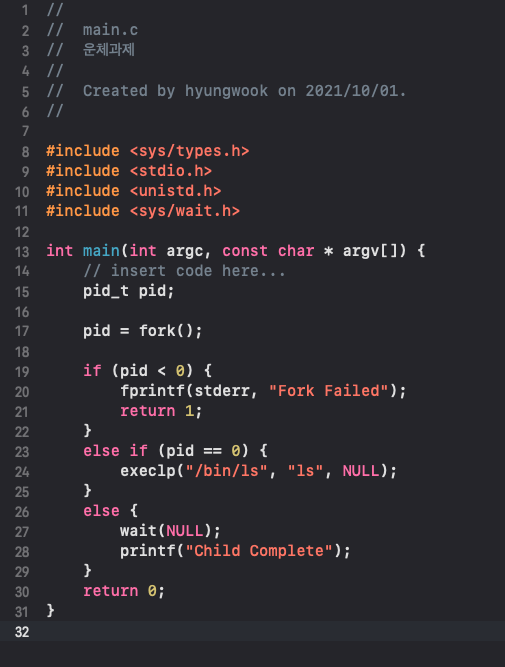 1 //
2 //  main.c
3 //  운체과제
4 //
5 //  Created by hyungwook on 2021/10/01.
6 //
7
8 #include <sys/types.h>
9 #include <stdio.h>
10 #include <unistd.h>
11 #include <sys/wait.h>
12
13 int main(int argc, const char * argv[]) {
14     // insert code here...
15     pid_t pid;
16
17     pid = fork();
18
19     if (pid < 0) {
20         fprintf(stderr, "Fork Failed");
21         return 1;
22     }
23     else if (pid == 0) {
24         execlp("/bin/ls", "ls", NULL);
25     }
26     else {
27         wait(NULL);
28         printf("Child Complete");
29     }
30     return 0;
31 }
32